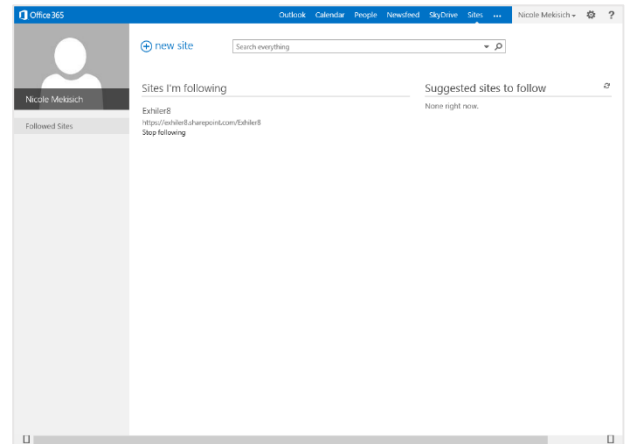 Office 365
Outlook Calendar People Newsfeed SkyDrive Sites ••• Nicole Mekisich ?
new site
Search everything
Nicole Mekisich
Followed Sites
Sites I'm following
Exhiler8
https://exhiler8.sharepoint.com/Exhiler8
Stop following
Suggested sites to follow
None right now.